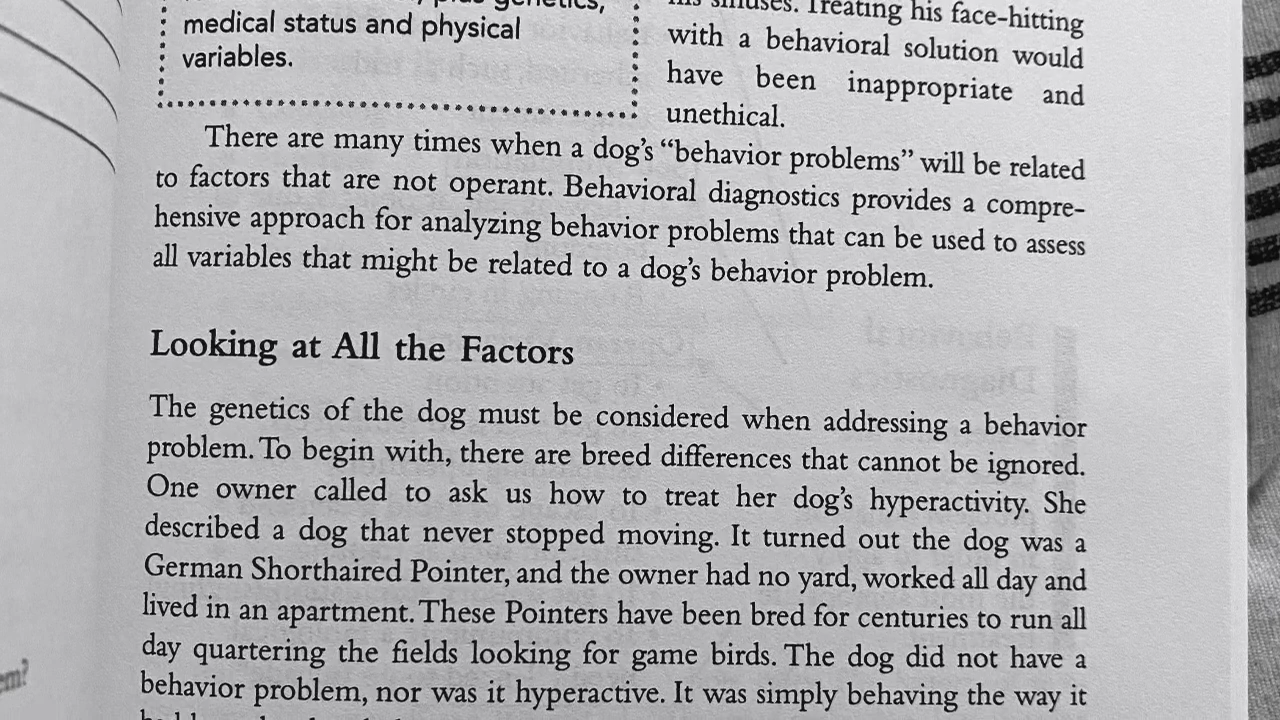 plus genetics,
medical status and physical
variables.
his sinuses. Treating his face-hitting
with a behavioral solution would
have been inappropriate and
unethical.
There are many times when a dog’s “behavior problems” will be related
to factors that are not operant. Behavioral diagnostics provides a compre-
hensive approach for analyzing behavior problems that can be used to assess
all variables that might be related to a dog’s behavior problem.
Looking at All the Factors
The genetics of the dog must be considered when addressing a behavior
problem. To begin with, there are breed differences that cannot be ignored.
One owner called to ask us how to treat her dog’s hyperactivity. She
described a dog that never stopped moving. It turned out the dog was a
German Shorthaired Pointer, and the owner had no yard, worked all day and
lived in an apartment. These Pointers have been bred for centuries to run all
day quartering the fields looking for game birds. The dog did not have a
behavior problem, nor was it hyperactive. It was simply behaving the way it